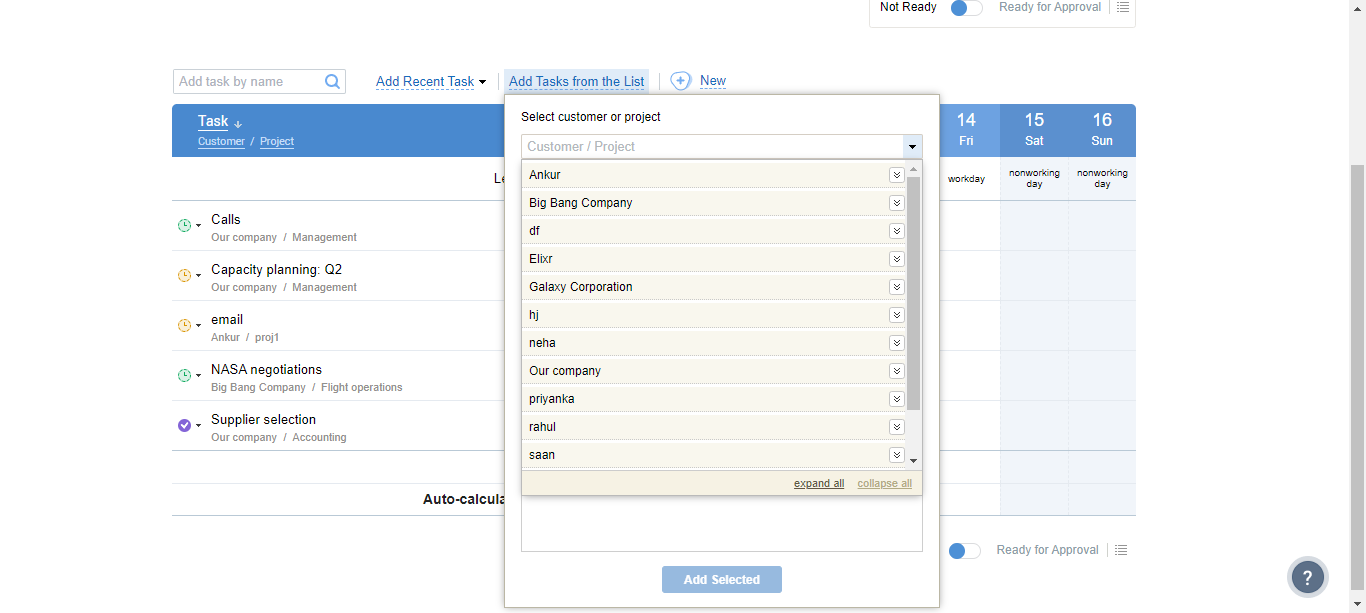 Not Ready Ready for Approval
Add task by name Add Recent Task Add Tasks from the List New
Select customer or project
Customer / Project
Task ↓
Customer / Project
14 15 16
Fri Sat Sun
workday nonworking day nonworking day
Ankur
Big Bang Company
df
Elixr
Galaxy Corporation
hj
neha
Our company
priyanka
rahul
saan
expand all collapse all
Calls
Our company / Management
Capacity planning: Q2
Our company / Management
email
Ankur / proj1
NASA negotiations
Big Bang Company / Flight operations
Supplier selection
Our company / Accounting
Ready for Approval
Add Selected
?